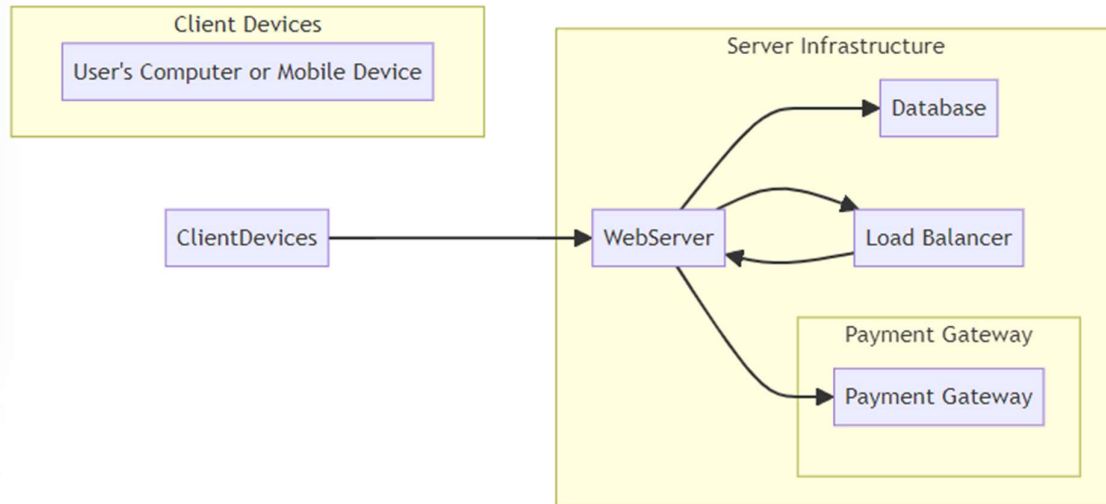 Client Devices
User's Computer or Mobile Device
Server Infrastructure
Database
ClientDevices
WebServer
Load Balancer
Payment Gateway
Payment Gateway